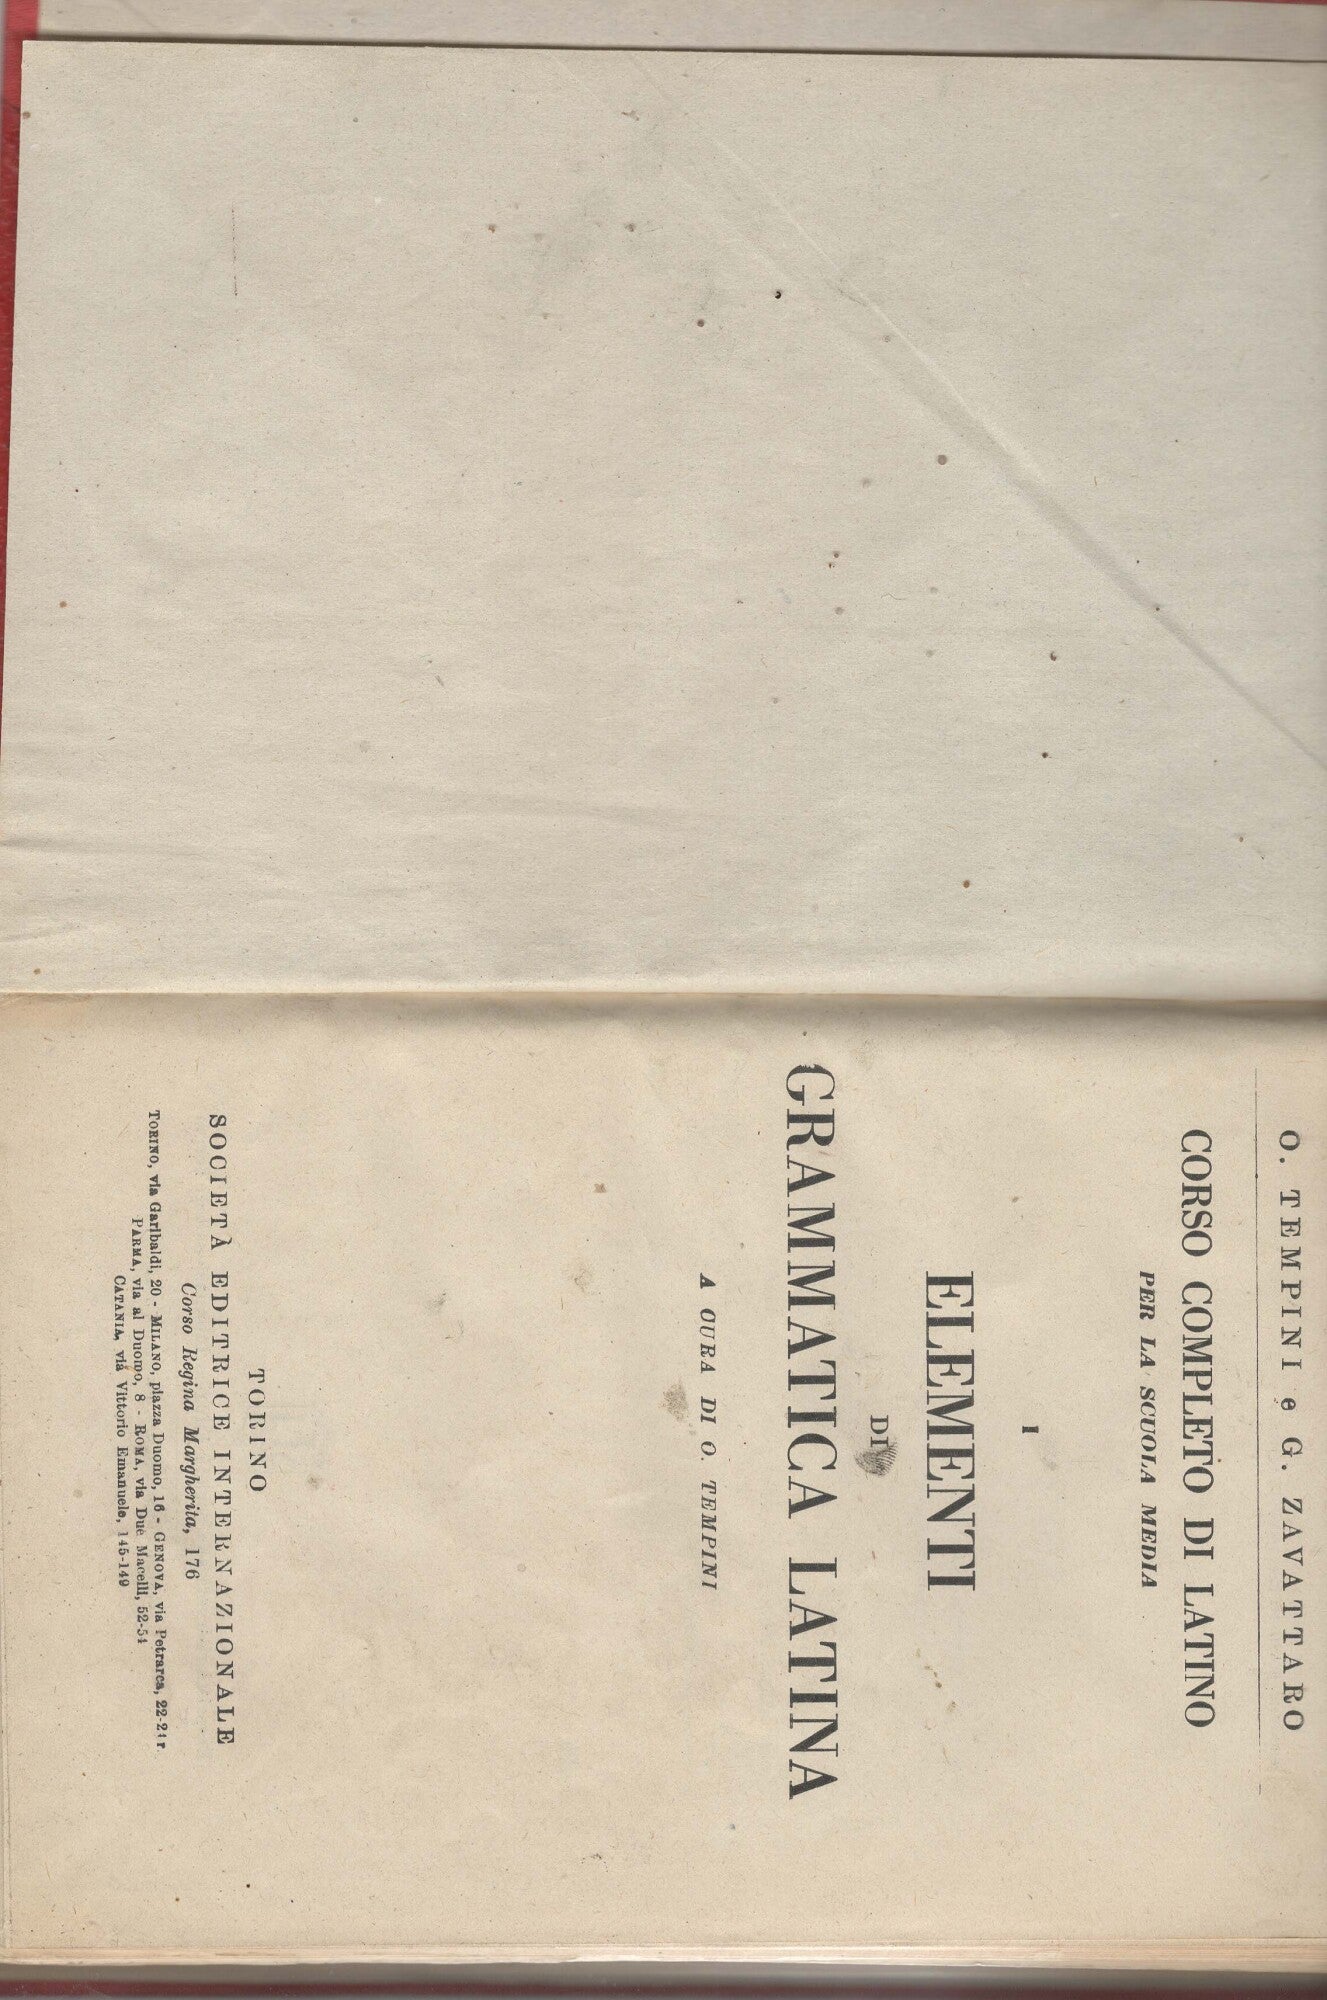 O. TEMPINI e G. ZAVATTARO
CORSO COMPLETO DI LATINO
PER LA SCUOLA MEDIA
I
ELEMENTI
DI
GRAMMATICA LATINA
A CURA DI O. TEMPINI
TORINO
SOCIETÀ EDITRICE INTERNAZIONALE
Corso Regina Margherita, 176
TORINO, via Garibaldi, 20 - MILANO, piazza Duomo, 16 - GENOVA, via Petrarca, 22-24 r
PARMA, via al Duomo, 8 - ROMA, via Due Macelli, 52-54
CATANIA, via Vittorio Emanuele, 145-149